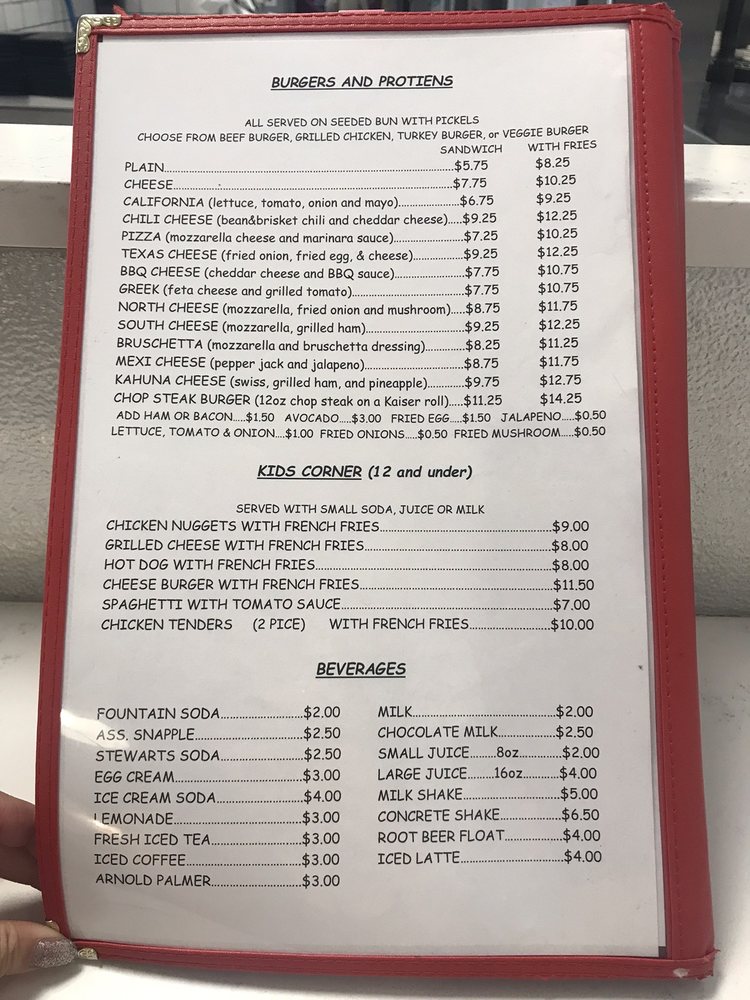 BURGERS AND PROTIENS
ALL SERVED ON SEEDED BUN WITH PICKELS
CHOOSE FROM BEEF BURGER, GRILLED CHICKEN, TURKEY BURGER, or VEGGIE BURGER
SANDWICH WITH FRIES
PLAIN.....$5.75 $8.25
CHEESE.....$7.75 $10.25
CALIFORNIA (lettuce, tomato, onion and mayo).....$6.75 $9.25
CHILI CHEESE (bean&brisket chili and cheddar cheese).....$9.25 $12.25
PIZZA (mozzarella cheese and marinara sauce).....$7.25 $10.25
TEXAS CHEESE (fried onion, fried egg, & cheese).....$9.25 $12.25
BBQ CHEESE (cheddar cheese and BBQ sauce).....$7.75 $10.75
GREEK (feta cheese and grilled tomato).....$7.75 $10.75
NORTH CHEESE (mozzarella, fried onion and mushroom).....$8.75 $11.75
SOUTH CHEESE (mozzarella, grilled ham).....$9.25 $12.25
BRUSCHETTA (mozzarella and bruschetta dressing).....$8.25 $11.25
MEXI CHEESE (pepper jack and jalapeno).....$8.75 $11.75
KAHUNA CHEESE (swiss, grilled ham, and pineapple).....$9.75 $12.75
CHOP STEAK BURGER (12oz chop steak on a Kaiser roll).....$11.25 $14.25
ADD HAM OR BACON.....$1.50 AVOCADO.....$3.00 FRIED EGG.....$1.50 JALAPENO.....$0.50
LETTUCE, TOMATO & ONION....$1.00 FRIED ONIONS.....$0.50 FRIED MUSHROOM.....$0.50
KIDS CORNER (12 and under)
SERVED WITH SMALL SODA, JUICE OR MILK
CHICKEN NUGGETS WITH FRENCH FRIES.....$9.00
GRILLED CHEESE WITH FRENCH FRIES.....$8.00
HOT DOG WITH FRENCH FRIES.....$8.00
CHEESE BURGER WITH FRENCH FRIES.....$11.50
SPAGHETTI WITH TOMATO SAUCE.....$7.00
CHICKEN TENDERS (2 PICE) WITH FRENCH FRIES.....$10.00
BEVERAGES
FOUNTAIN SODA.....$2.00
ASS. SNAPPLE.....$2.50
STEWARTS SODA.....$2.50
EGG CREAM.....$3.00
ICE CREAM SODA.....$4.00
LEMONADE.....$3.00
FRESH ICED TEA.....$3.00
ICED COFFEE.....$3.00
ARNOLD PALMER.....$3.00
MILK.....$2.00
CHOCOLATE MILK.....$2.50
SMALL JUICE.....8oz.....$2.00
LARGE JUICE.....16oz.....$4.00
MILK SHAKE.....$5.00
CONCRETE SHAKE.....$6.50
ROOT BEER FLOAT.....$4.00
ICED LATTE.....$4.00